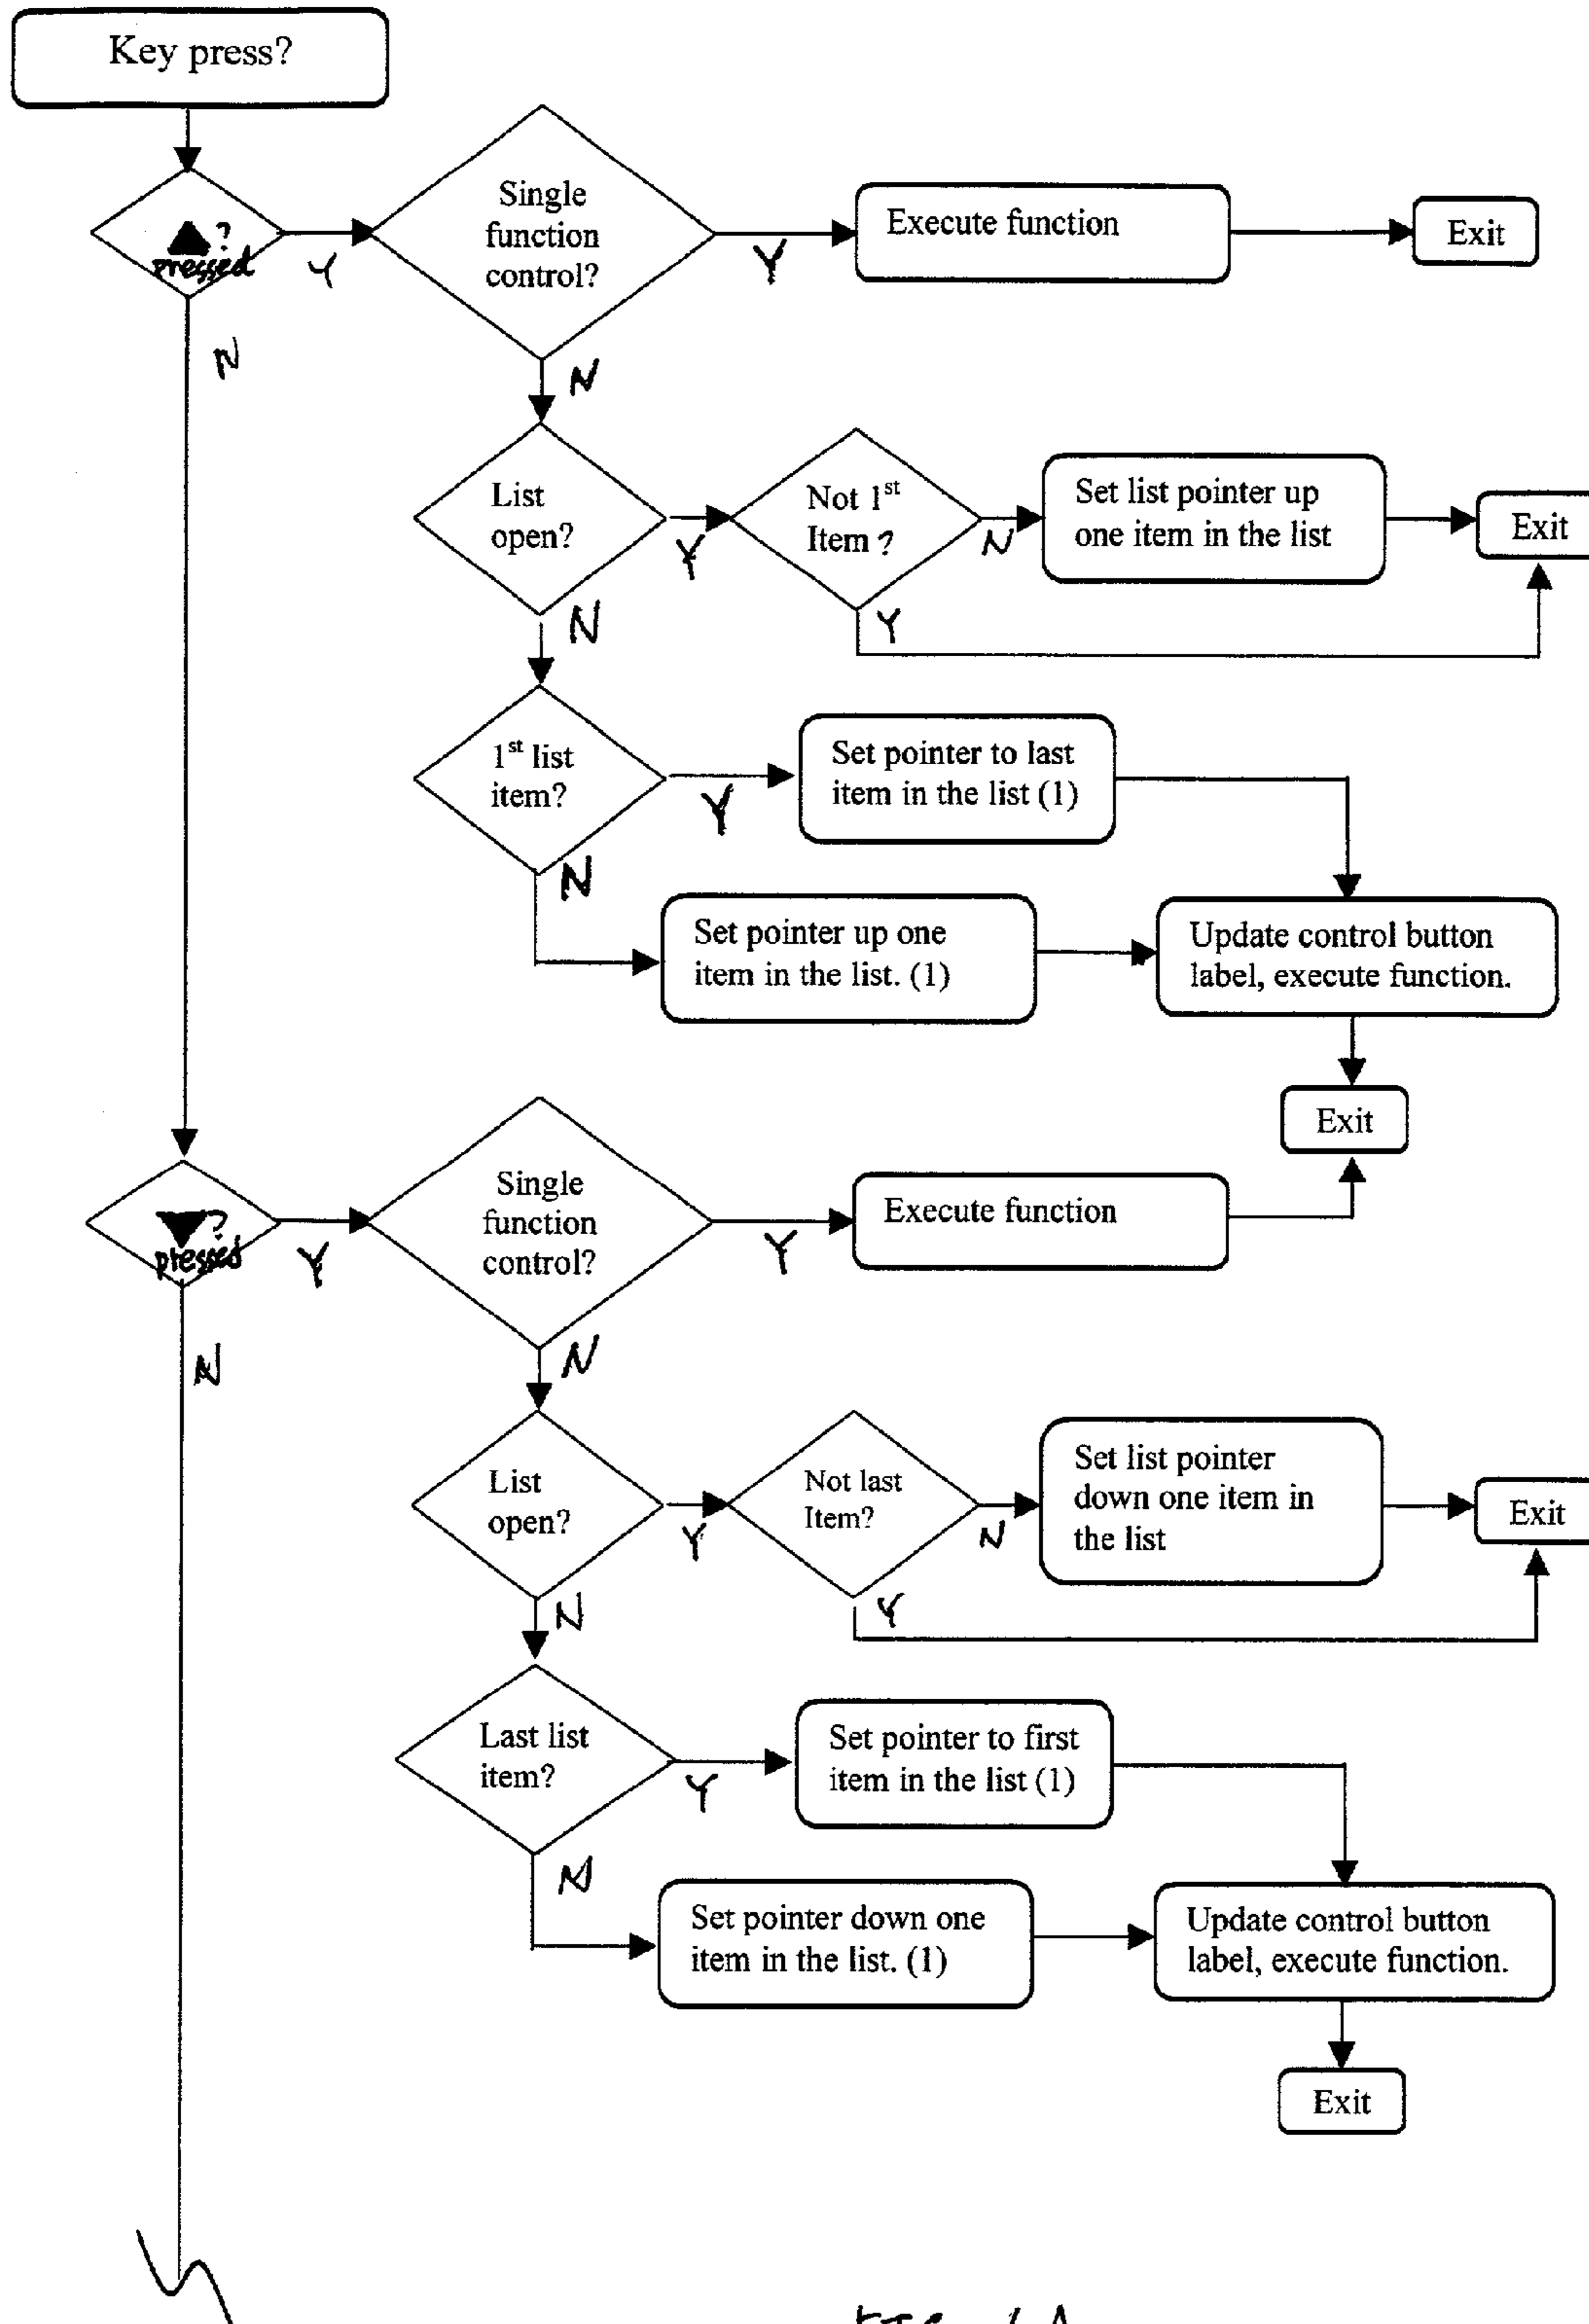 Key press?
?
pressed
Y
N
Single
function
control?
Y
N
Execute function
Exit
List
open?
Y
N
Not 1st
Item ?
N
Y
Set list pointer up
one item in the list
Exit
1st list
item?
Y
N
Set pointer to last
item in the list (1)
Set pointer up one
item in the list. (1)
Update control button
label, execute function.
Exit
?
pressed
Y
N
Single
function
control?
Y
N
Execute function
List
open?
Y
N
Not last
Item?
N
Y
Set list pointer
down one item in
the list
Exit
Last list
item?
Y
N
Set pointer to first
item in the list (1)
Set pointer down one
item in the list. (1)
Update control button
label, execute function.
Exit